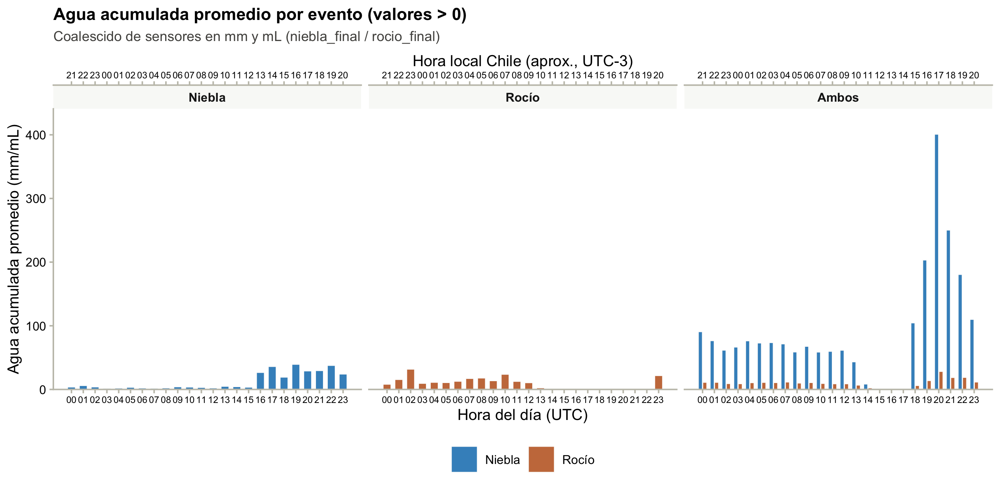 Agua acumulada promedio por evento (valores > 0)
Coalescido de sensores en mm y mL (niebla_final / rocio_final)
Hora local Chile (aprox., UTC-3)
21 22 23 00 01 02 03 04 05 06 07 08 09 10 11 12 13 14 15 16 17 18 19 20
21 22 23 00 01 02 03 04 05 06 07 08 09 10 11 12 13 14 15 16 17 18 19 20
21 22 23 00 01 02 03 04 05 06 07 08 09 10 11 12 13 14 15 16 17 18 19 20
Niebla
Rocío
Ambos
Agua acumulada promedio (mm/mL)
400
300
200
100
0
00 01 02 03 04 05 06 07 08 09 10 11 12 13 14 15 16 17 18 19 20 21 22 23
00 01 02 03 04 05 06 07 08 09 10 11 12 13 14 15 16 17 18 19 20 21 22 23
00 01 02 03 04 05 06 07 08 09 10 11 12 13 14 15 16 17 18 19 20 21 22 23
Hora del día (UTC)
Niebla
Rocío